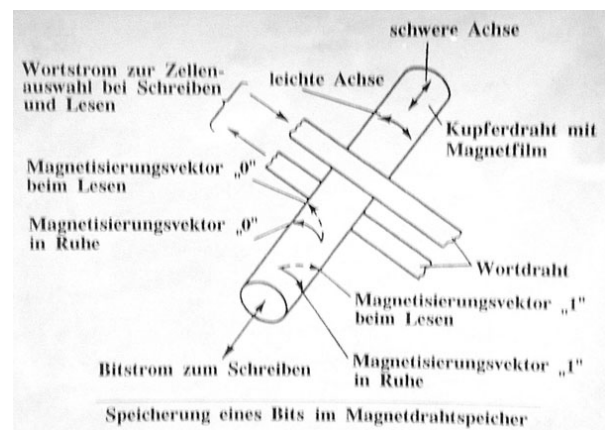 schwere Achse
Wortstrom zur Zellen-
auswahl bei Schreiben
und Lesen
leichte Achse
Kupferdraht mit
Magnetfilm
Magnetisierungsvektor „0"
beim Lesen
Magnetisierungsvektor „0"
in Ruhe
Wortdraht
Magnetisierungsvektor „1"
beim Lesen
Bitstrom zum Schreiben
Magnetisierungsvektor „1"
in Ruhe
Speicherung eines Bits im Magnetdrahtspeicher